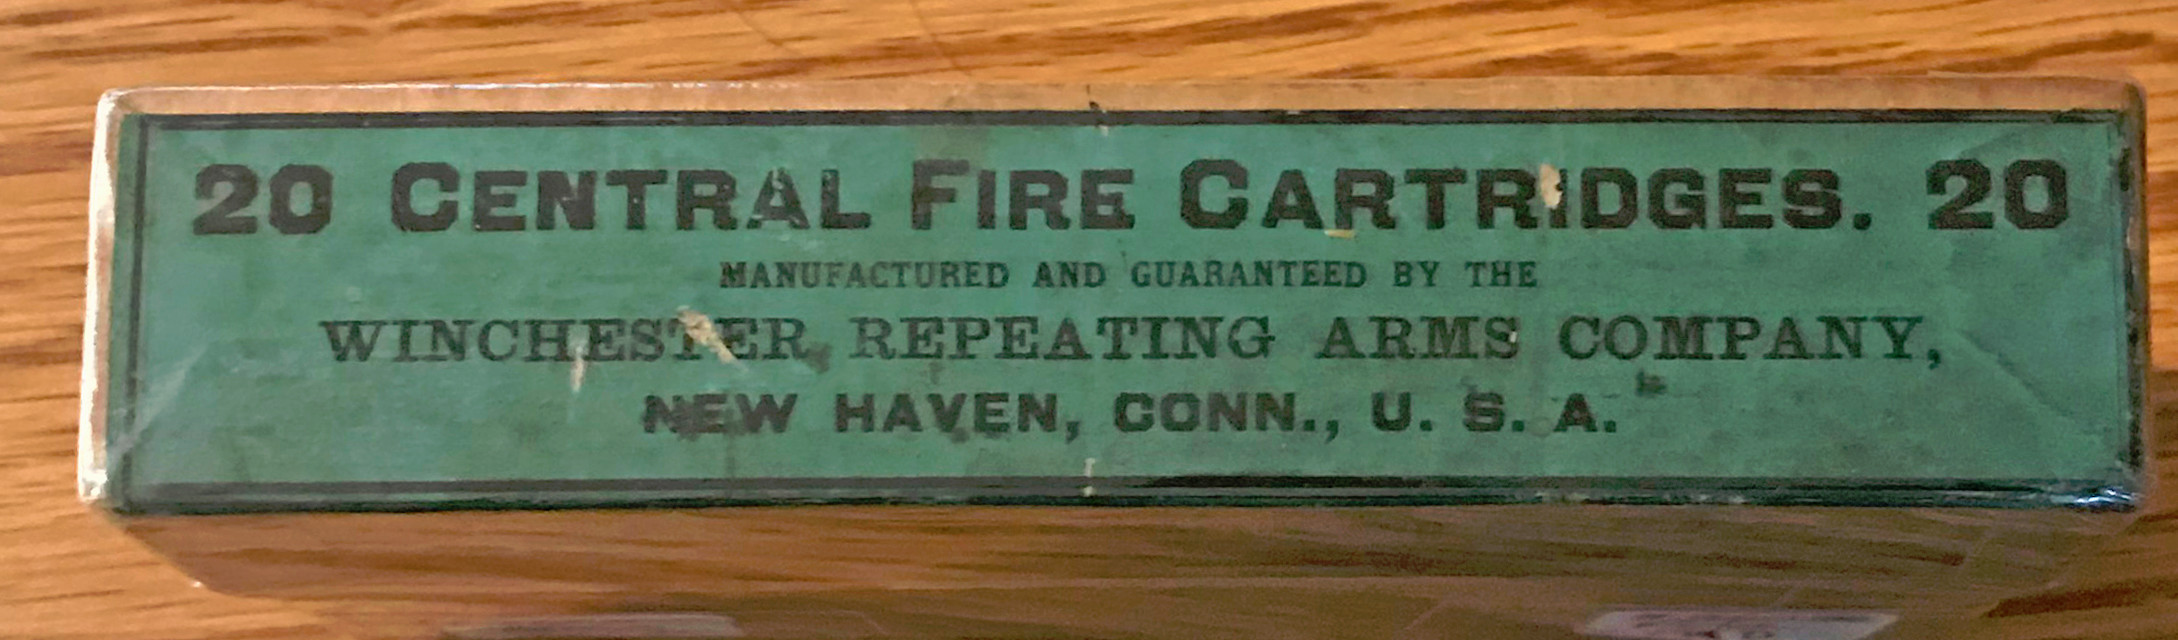 20 CENTRAL FIRE CARTRIDGES. 20
MANUFACTURED AND GUARANTEED BY THE
WINCHESTER REPEATING ARMS COMPANY,
NEW HAVEN, CONN., U. S. A.